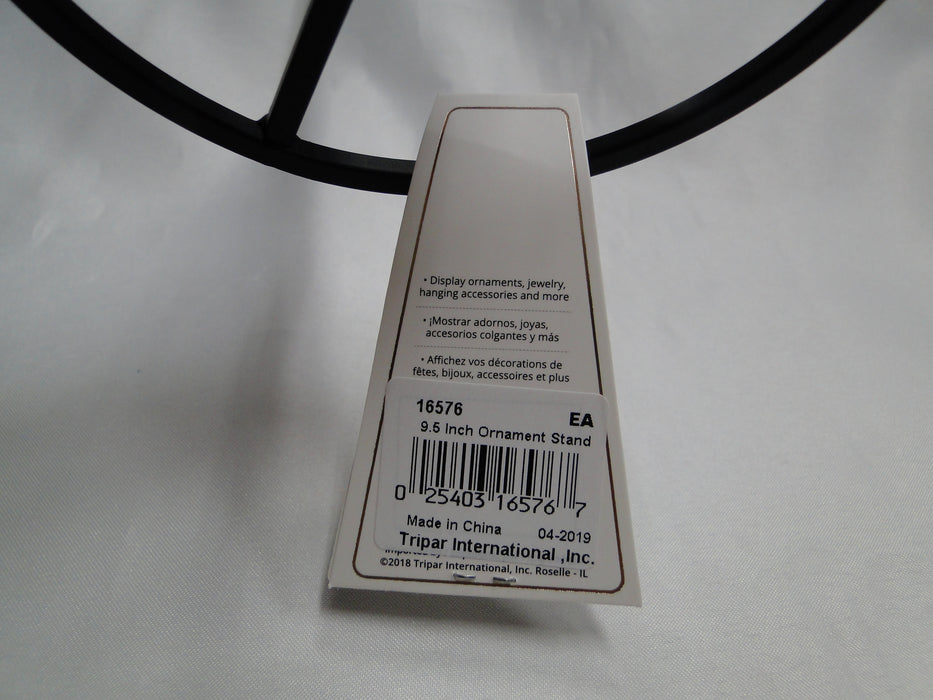 • Display ornaments, jewelry,
hanging accessories and more
• ¡Mostrar adornos, joyas,
accesorios colgantes y más
• Affichez vos décorations de
fêtes, bijoux, accessoires et plus
16576
EA
9.5 Inch Ornament Stand
0 25403 16576 7
Made in China 04-2019
Tripar International ,Inc.
©2018 Tripar International, Inc. Roselle - IL